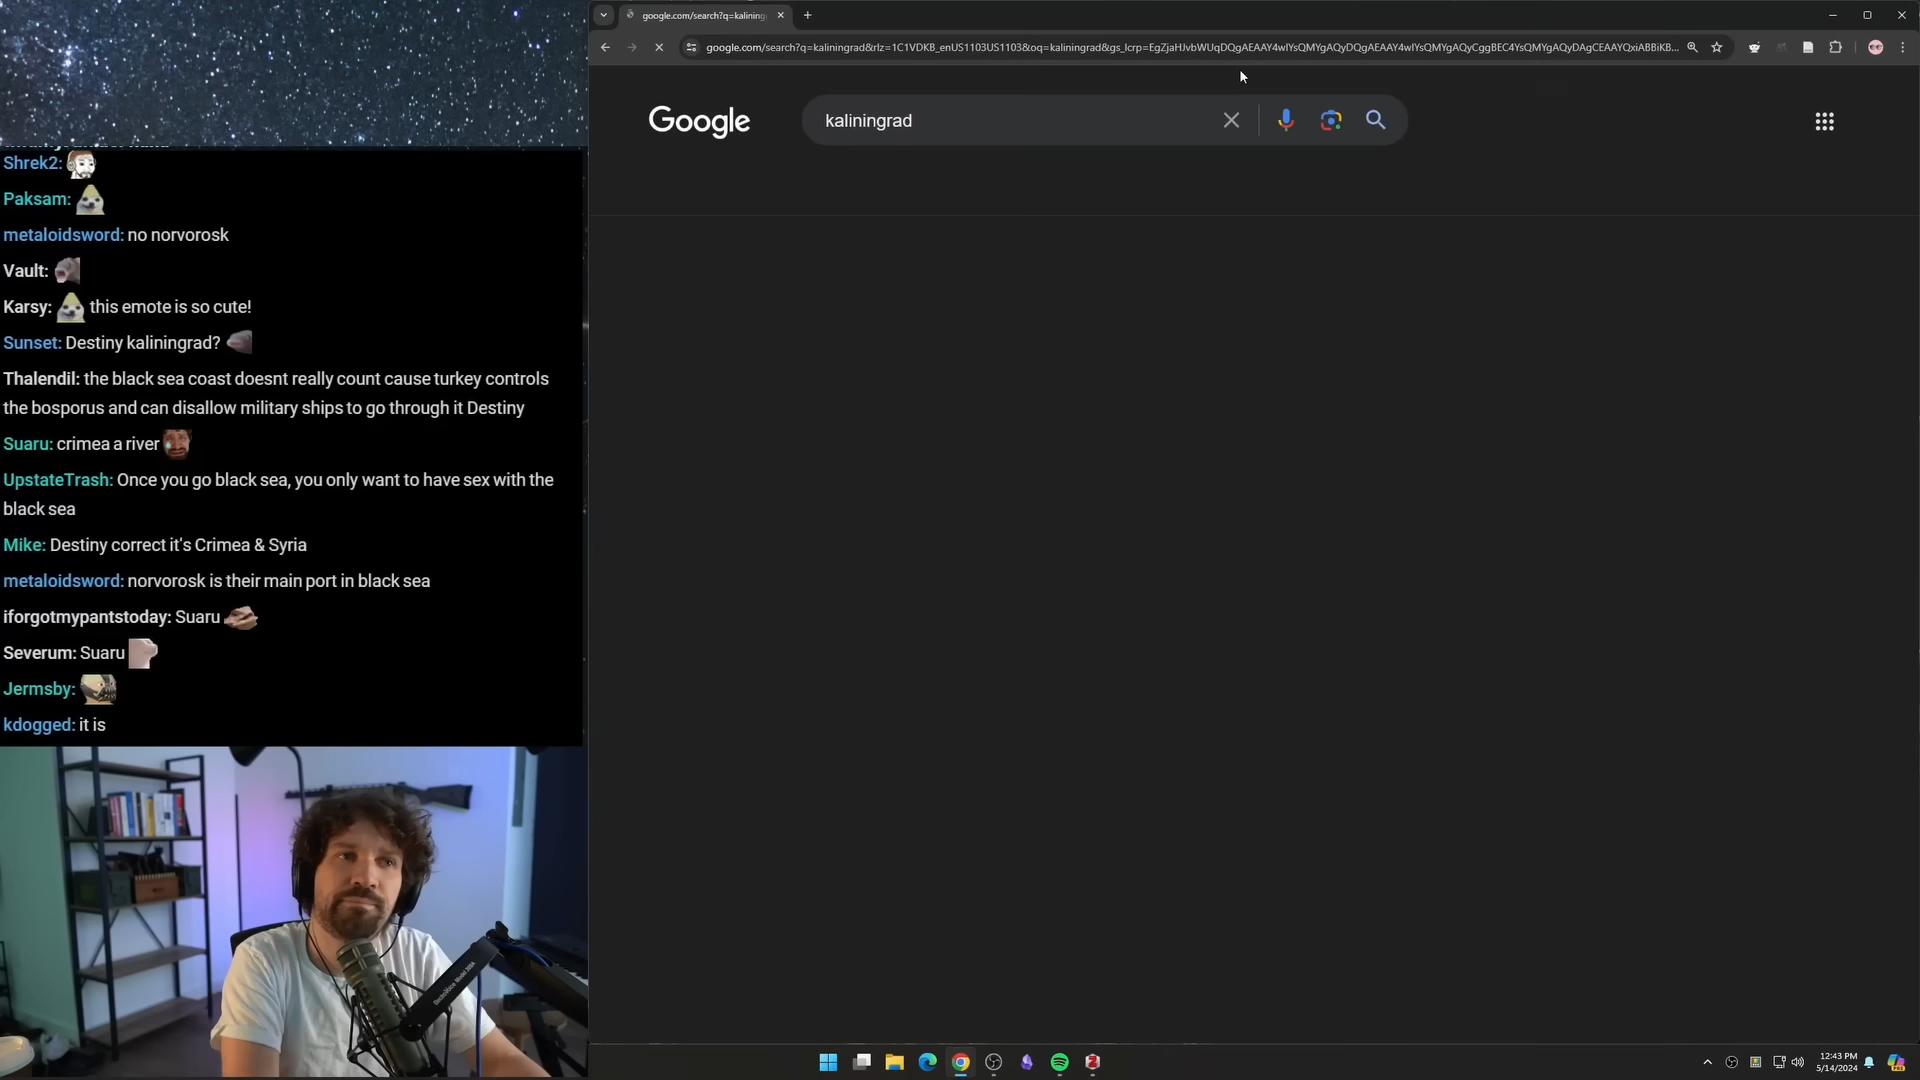 google.com/search?q=kaliningr
google.com/search?q=kaliningrad&rlz=1C1VDKB_enUS1103US1103&oq=kaliningrad&gs_lcrp=
Google
kaliningrad
Shrek2:
Paksam:
metaloidsword: no norvorosk
Vault:
Karsy: this emote is so cute!
Sunset: Destiny kaliningrad?
Thalendil: the black sea coast doesnt really count cause turkey controls
the bosporus and can disallow military ships to go through it Destiny
Suaru: crimea a river
UpstateTrash: Once you go black sea, you only want to have sex with the
black sea
Mike: Destiny correct it's Crimea & Syria
metaloidsword: norvorosk is their main port in black sea
iforgotmypantstoday: Suaru
Severum: Suaru
Jermsby:
kdogged: it is
12:43 PM
5/14/2024